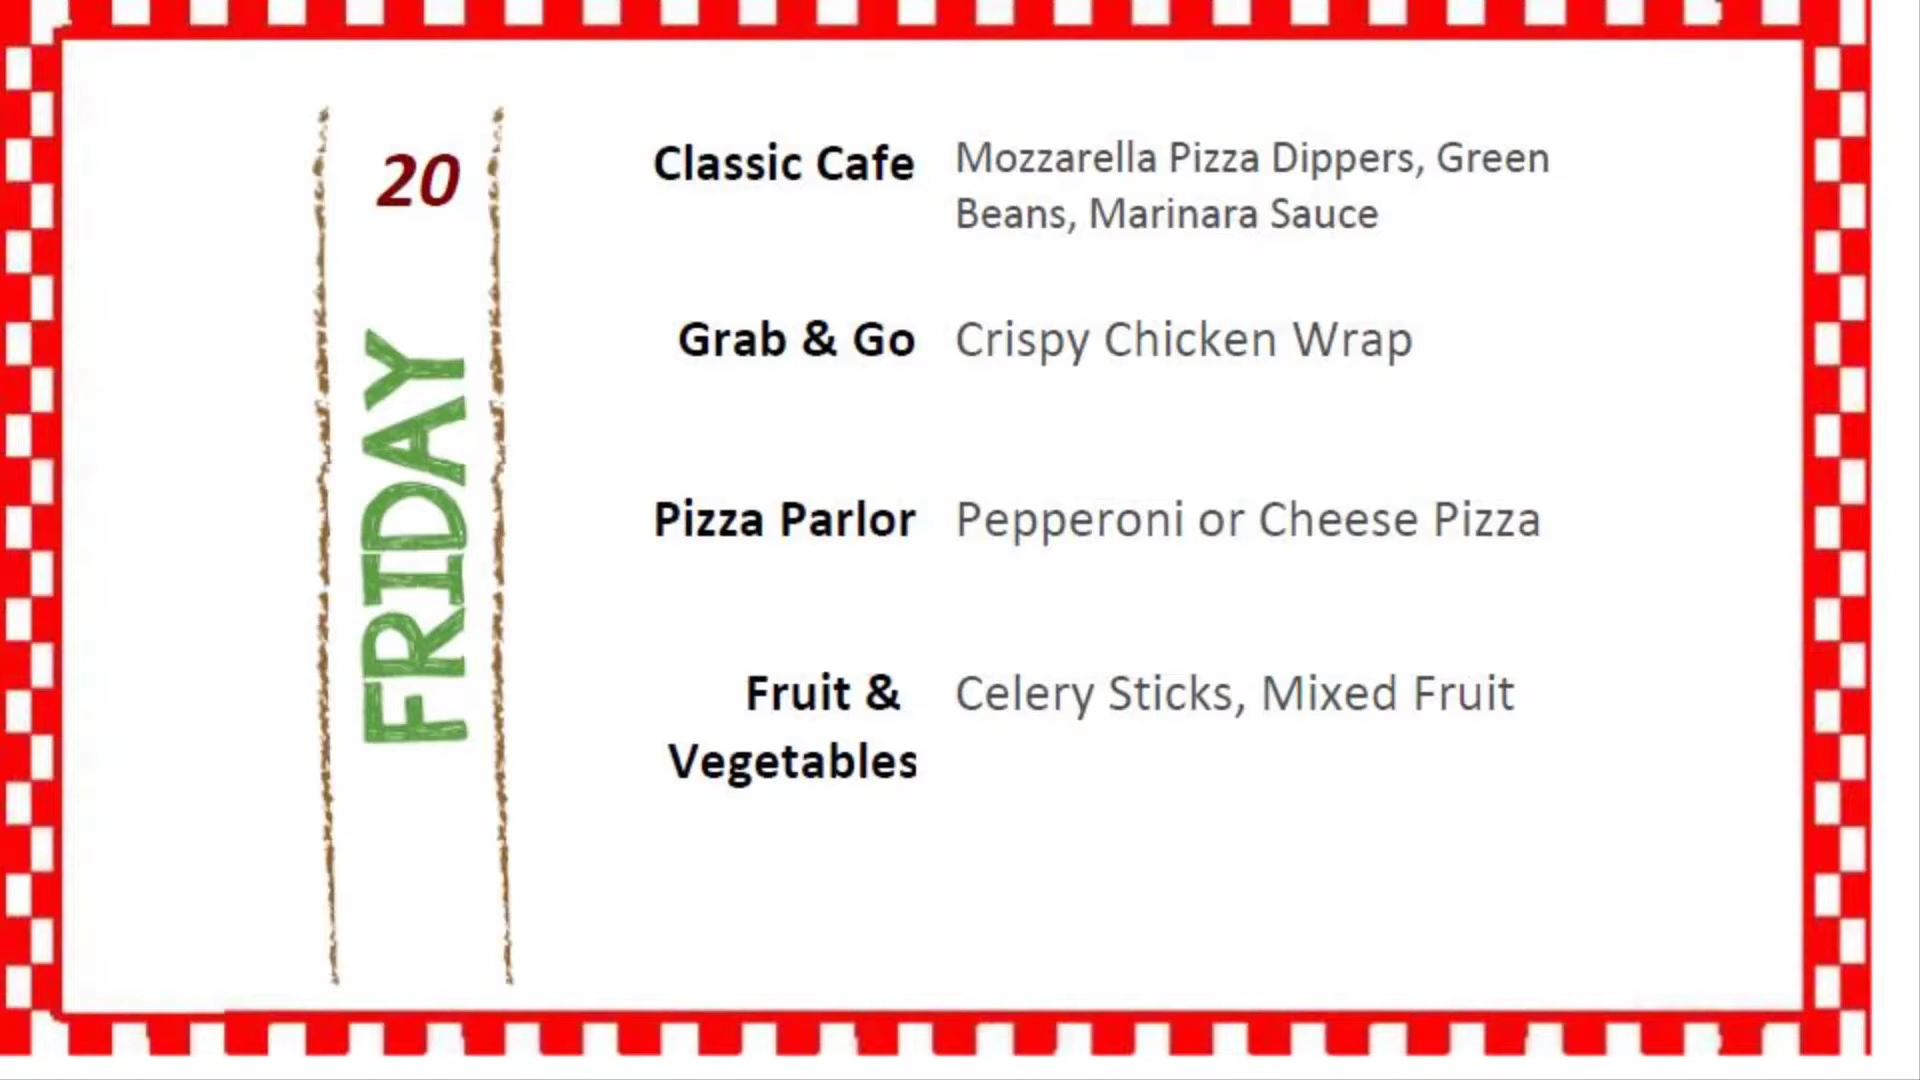 20
FRIDAY
Classic Cafe
Mozzarella Pizza Dippers, Green
Beans, Marinara Sauce
Grab & Go
Crispy Chicken Wrap
Pizza Parlor
Pepperoni or Cheese Pizza
Fruit &
Vegetables
Celery Sticks, Mixed Fruit